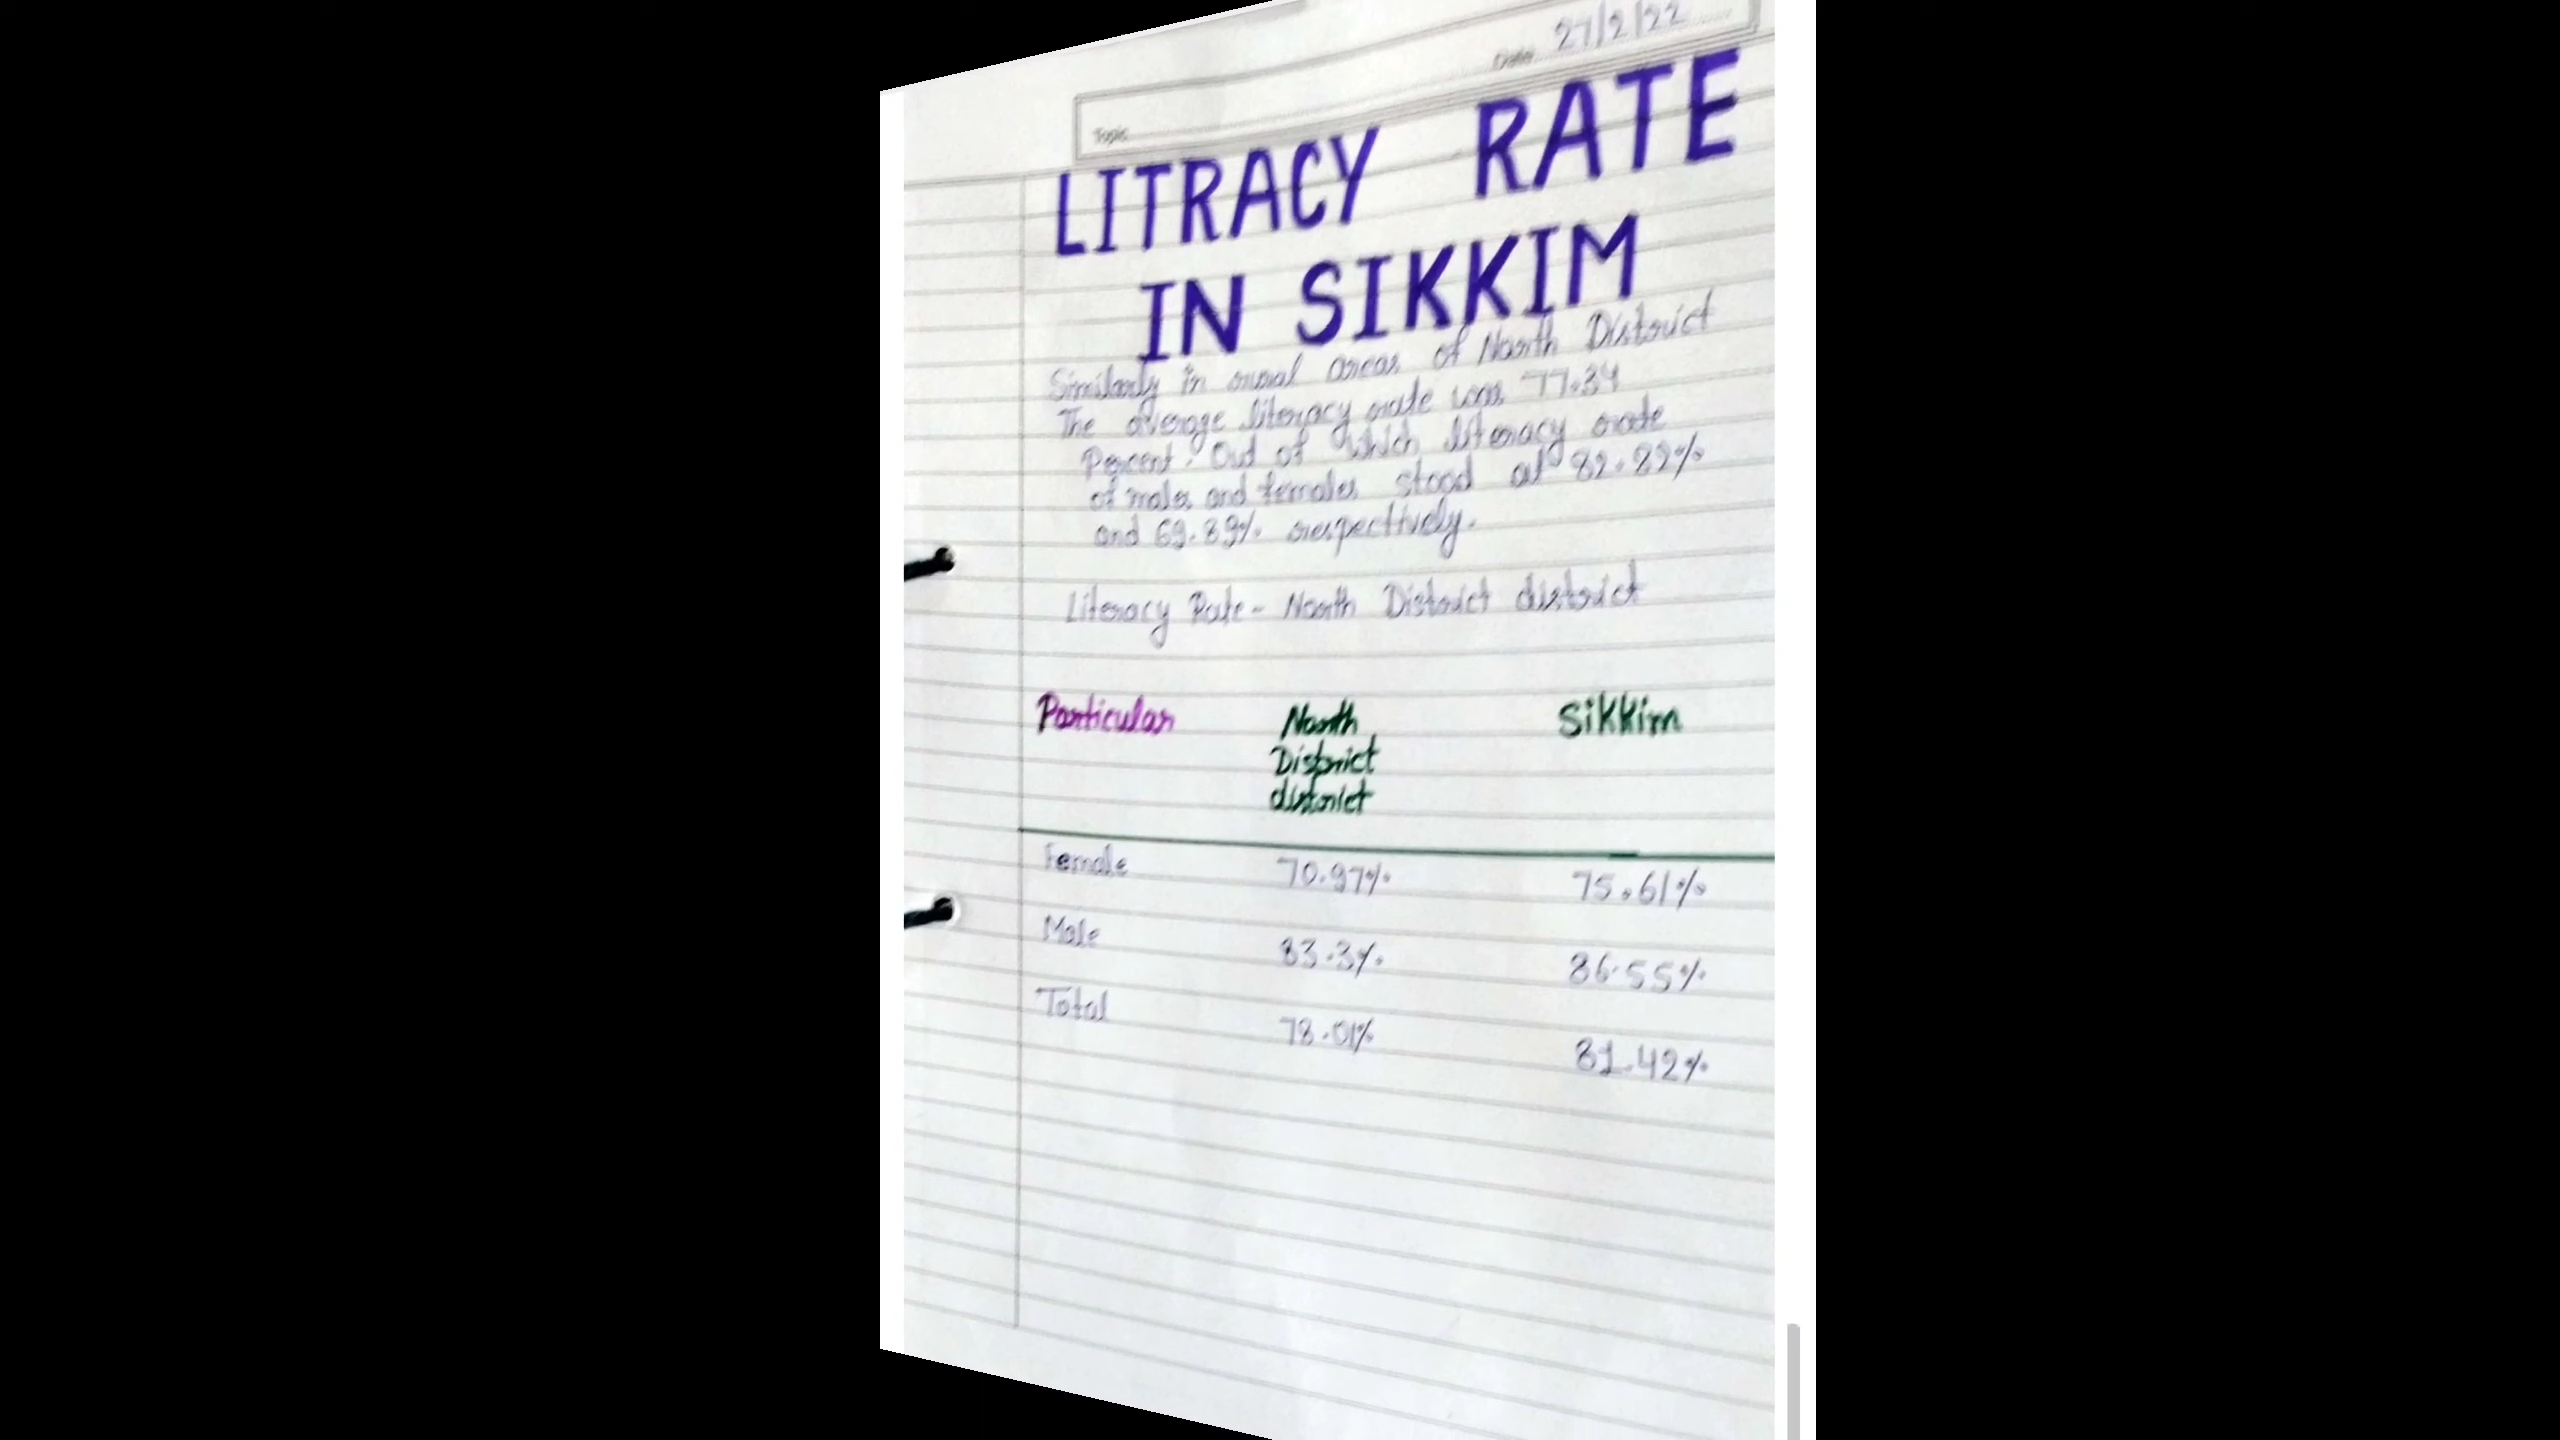 Date 27/2/22
Topic
LITRACY RATE
IN SIKKIM
Similarly in rural areas of North District
The average literacy rate was 77.34
Percent. Out of which literacy rate
of males and females stood at 82.82%
and 69.89% respectively.
Literacy Rate - North District district
Particular North Sikkim
District
district
Female 70.97% 75.61%
Male 83.3% 86.55%
Total 78.01% 81.42%